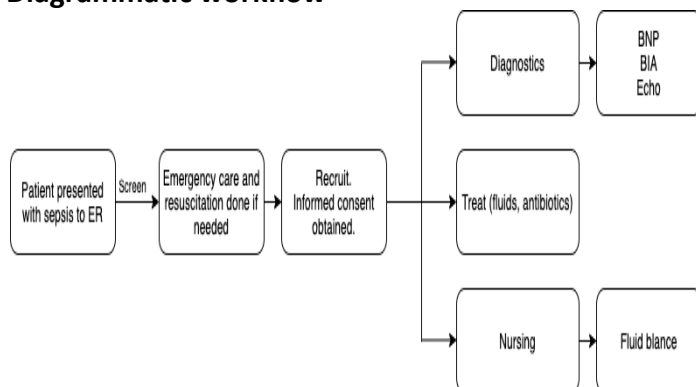 Diagrammatic workflow
Patient presented
with sepsis to ER
Screen
Emergency care and
resuscitation done if
needed
Recruit.
Informed consent
obtained.
Diagnostics
BNP
BIA
Echo
Treat (fluids, antibiotics)
Nursing
Fluid blance